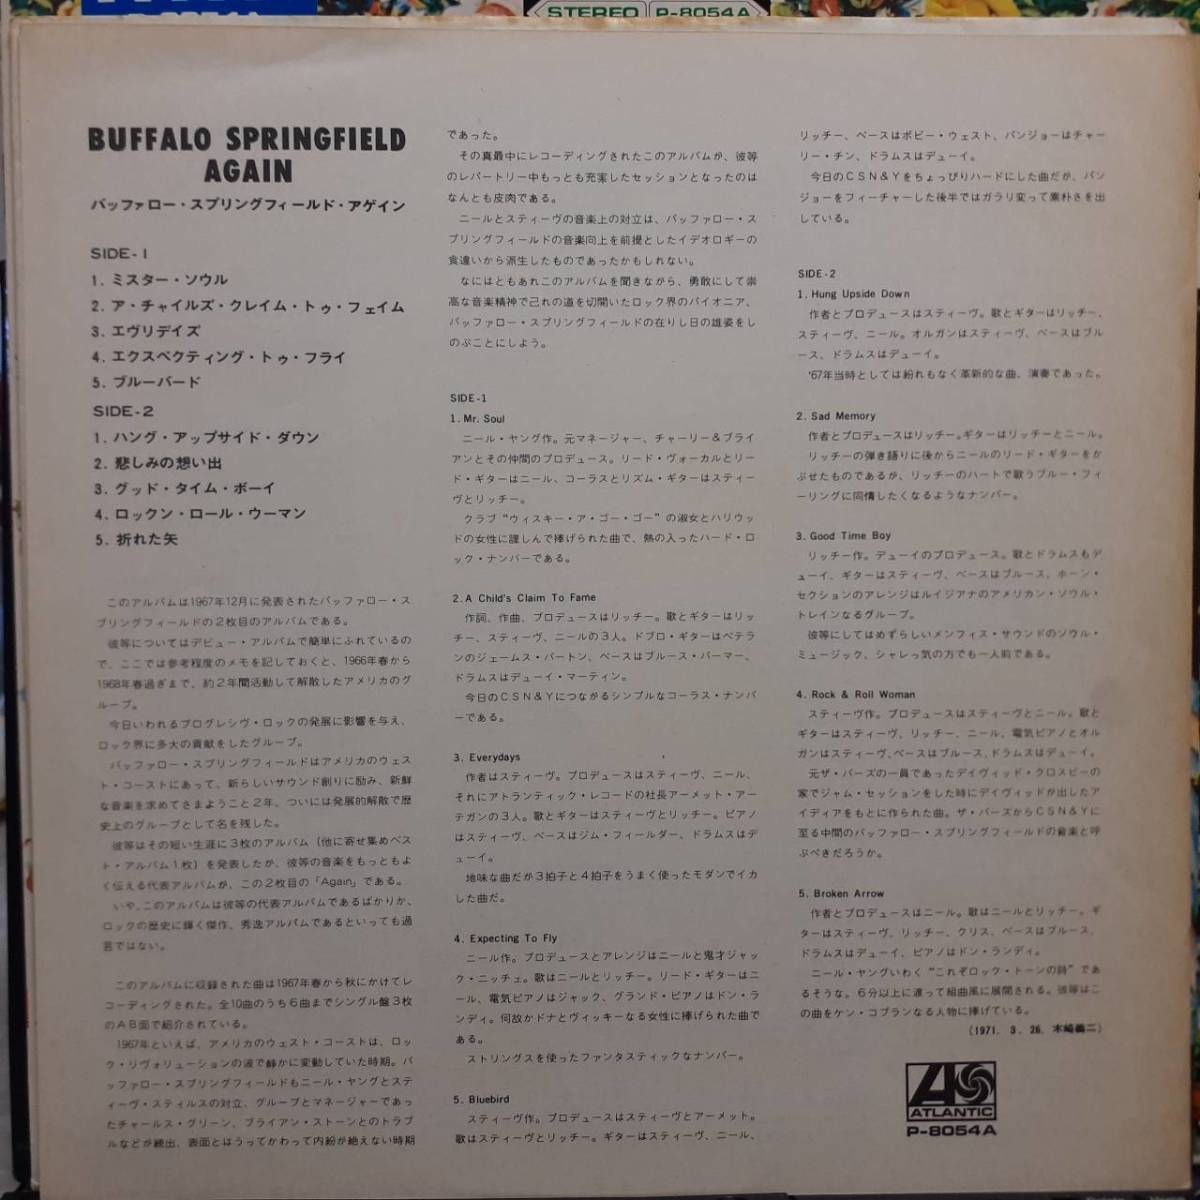 STEREO P-8054A
BUFFALO SPRINGFIELD
AGAIN
バッファロー・スプリングフィールド・アゲイン
SIDE-1
1. ミスター・ソウル
2. ア・チャイルズ・クレイム・トゥ・フェイム
3. エヴリデイズ
4. エクスペクティング・トゥ・フライ
5. ブルーバード
SIDE-2
1. ハング・アップサイド・ダウン
2. 悲しみの想い出
3. グッド・タイム・ボーイ
4. ロックン・ロール・ウーマン
5. 折れた矢
このアルバムは1967年12月に発表されたバッファロー・ス
プリングフィールドの2枚目のアルバムである。
彼等についてはデビュー・アルバムで簡単にふれているの
で、ここでは参考程度のメモを記しておくと、1966年春から
1968年春過ぎまで、約2年間活動して解散したアメリカのグ
ループ。
今日いわれるプログレシヴ・ロックの発展に影響を与え、
ロック界に多大の貢献をしたグループ。
バッファロー・スプリングフィールドはアメリカのウェス
ト・コーストにあって、新らしいサウンド創りに励み、新鮮
な音楽を求めてさまようこと2年、ついには発展的解散で歴
史上のグループとして名を残した。
彼等はその短い生涯に3枚のアルバム(他に寄せ集めベス
ト・アルバム1枚)を発表したが、彼等の音楽をもっともよ
く伝える代表アルバムが、この2枚目の「Again」である。
いや、このアルバムは彼等の代表アルバムであるばかりか、
ロックの歴史に輝く傑作、秀逸アルバムであるといっても過
言ではない。
このアルバムに収録された曲は1967年春から秋にかけてレ
コーディングされた。全10曲のうち6曲までシングル盤3枚
のAB面で紹介されている。
1967年といえば、アメリカのウェスト・コーストは、ロッ
ク・リヴォリューションの波で静かに変動していた時期。バ
ッファロー・スプリングフィールドもニール・ヤングとステ
ィーヴ・スティルスの対立、グループとマネージャーであっ
たチャールス・グリーン、ブライアン・ストーンとのトラブ
ルなどが続出、表面とはうってかわって内紛が絶えない時期
であった。
その真最中にレコーディングされたこのアルバムが、彼等
のレパートリー中もっとも充実したセッションとなったのは
なんとも皮肉である。
ニールとスティーヴの音楽上の対立は、バッファロー・ス
プリングフィールドの音楽向上を前提としたイデオロギーの
食違いから派生したものであったかもしれない。
なにはともあれこのアルバムを聞きながら、勇敢にして崇
高な音楽精神で己れの道を切開いたロック界のパイオニア、
バッファロー・スプリングフィールドの在りし日の雄姿をし
のぶことにしよう。
SIDE-1
1. Mr. Soul
ニール・ヤング作。元マネージャー、チャーリー&ブライ
アンとその仲間のプロデュース。リード・ヴォーカルとリー
ド・ギターはニール、コーラスとリズム・ギターはスティー
ヴとリッチー。
クラブ"ウィスキー・ア・ゴー・ゴー"の淑女とハリウッ
ドの女性に謹しんで捧げられた曲で、熱の入ったハード・ロ
ック・ナンバーである。
2. A Child's Claim To Fame
作詞、作曲、プロデュースはリッチー。歌とギターはリッ
チー、スティーヴ、ニールの3人。ドブロ・ギターはベテラ
ンのジェームス・バートン、ベースはブルース・パーマー、
ドラムスはデューイ・マーティン。
今日のCSN&Yにつながるシンプルなコーラス・ナンバ
ーである。
3. Everydays
作者はスティーヴ。プロデュースはスティーヴ、ニール、
それにアトランティック・レコードの社長アーメット・アー
テガンの3人。歌とギターはスティーヴとリッチー。ピアノ
はスティーヴ、ベースはジム・フィールダー、ドラムスはデ
ューイ。
地味な曲だが3拍子と4拍子をうまく使ったモダンでイカ
した曲だ。
4. Expecting To Fly
ニール作。プロデュースとアレンジはニールと鬼才ジャッ
ク・ニッチェ。歌はニールとリッチー。リード・ギターはニ
ール、電気ピアノはジャック、グランド・ピアノはドン・ラ
ンディ。何故かドナとヴィッキーなる女性に捧げられた曲で
ある。
ストリングスを使ったファンタスティックなナンバー。
5. Bluebird
スティーヴ作。プロデュースはスティーヴとアーメット。
歌はスティーヴとリッチー。ギターはスティーヴ、ニール、
リッチー、ベースはボビー・ウェスト、バンジョーはチャー
リー・チン、ドラムスはデューイ。
今日のCSN&Yをちょっぴりハードにした曲だが、バン
ジョーをフィーチャーした後半ではガラリ変って素朴さを出
している。
SIDE-2
1. Hung Upside Down
作者とプロデュースはスティーヴ。歌とギターはリッチー、
スティーヴ、ニール。オルガンはスティーヴ、ベースはブル
ース、ドラムスはデューイ。
'67年当時としては紛れもなく革新的な曲、演奏であった。
2. Sad Memory
作者とプロデュースはリッチー。ギターはリッチーとニール。
リッチーの弾き語りに後からニールのリード・ギターをか
ぶせたものであるが、リッチーのハートで歌うブルー・フィ
ーリングに同情したくなるようなナンバー。
3. Good Time Boy
リッチー作。デューイのプロデュース。歌とドラムスもデ
ューイ、ギターはスティーヴ、ベースはブルース、ホーン・
セクションのアレンジはルイジアナのアメリカン・ソウル・
トレインなるグループ。
彼等にしてはめずらしいメンフィス・サウンドのソウル・
ミュージック、シャレっ気の方でも一人前である。
4. Rock & Roll Woman
スティーヴ作。プロデュースはスティーヴとニール。歌と
ギターはスティーヴ、リッチー、ニール、電気ピアノとオル
ガンはスティーヴ、ベースはブルース、ドラムスはデューイ。
元ザ・バーズの一員であったデイヴィッド・クロスビーの
家でジャム・セッションをした時にデイヴィッドが出したア
イディアをもとに作られた曲。ザ・バーズからCSN&Yに
至る中間のバッファロー・スプリングフィールドの音楽と呼
ぶべきだろうか。
5. Broken Arrow
作者とプロデュースはニール。歌はニールとリッチー。ギ
ターはスティーヴ、リッチー、クリス、ベースはブルース、
ドラムスはデューイ、ピアノはドン・ランディ。
ニール・ヤングいわく"これぞロック・トーンの詩"であ
るそうな。6分以上に渡って組曲風に展開される。彼等はこ
の曲をケン・コブランなる人物に捧げている。
(1971. 3. 26. 木崎義二)
ATLANTIC
P-8054A